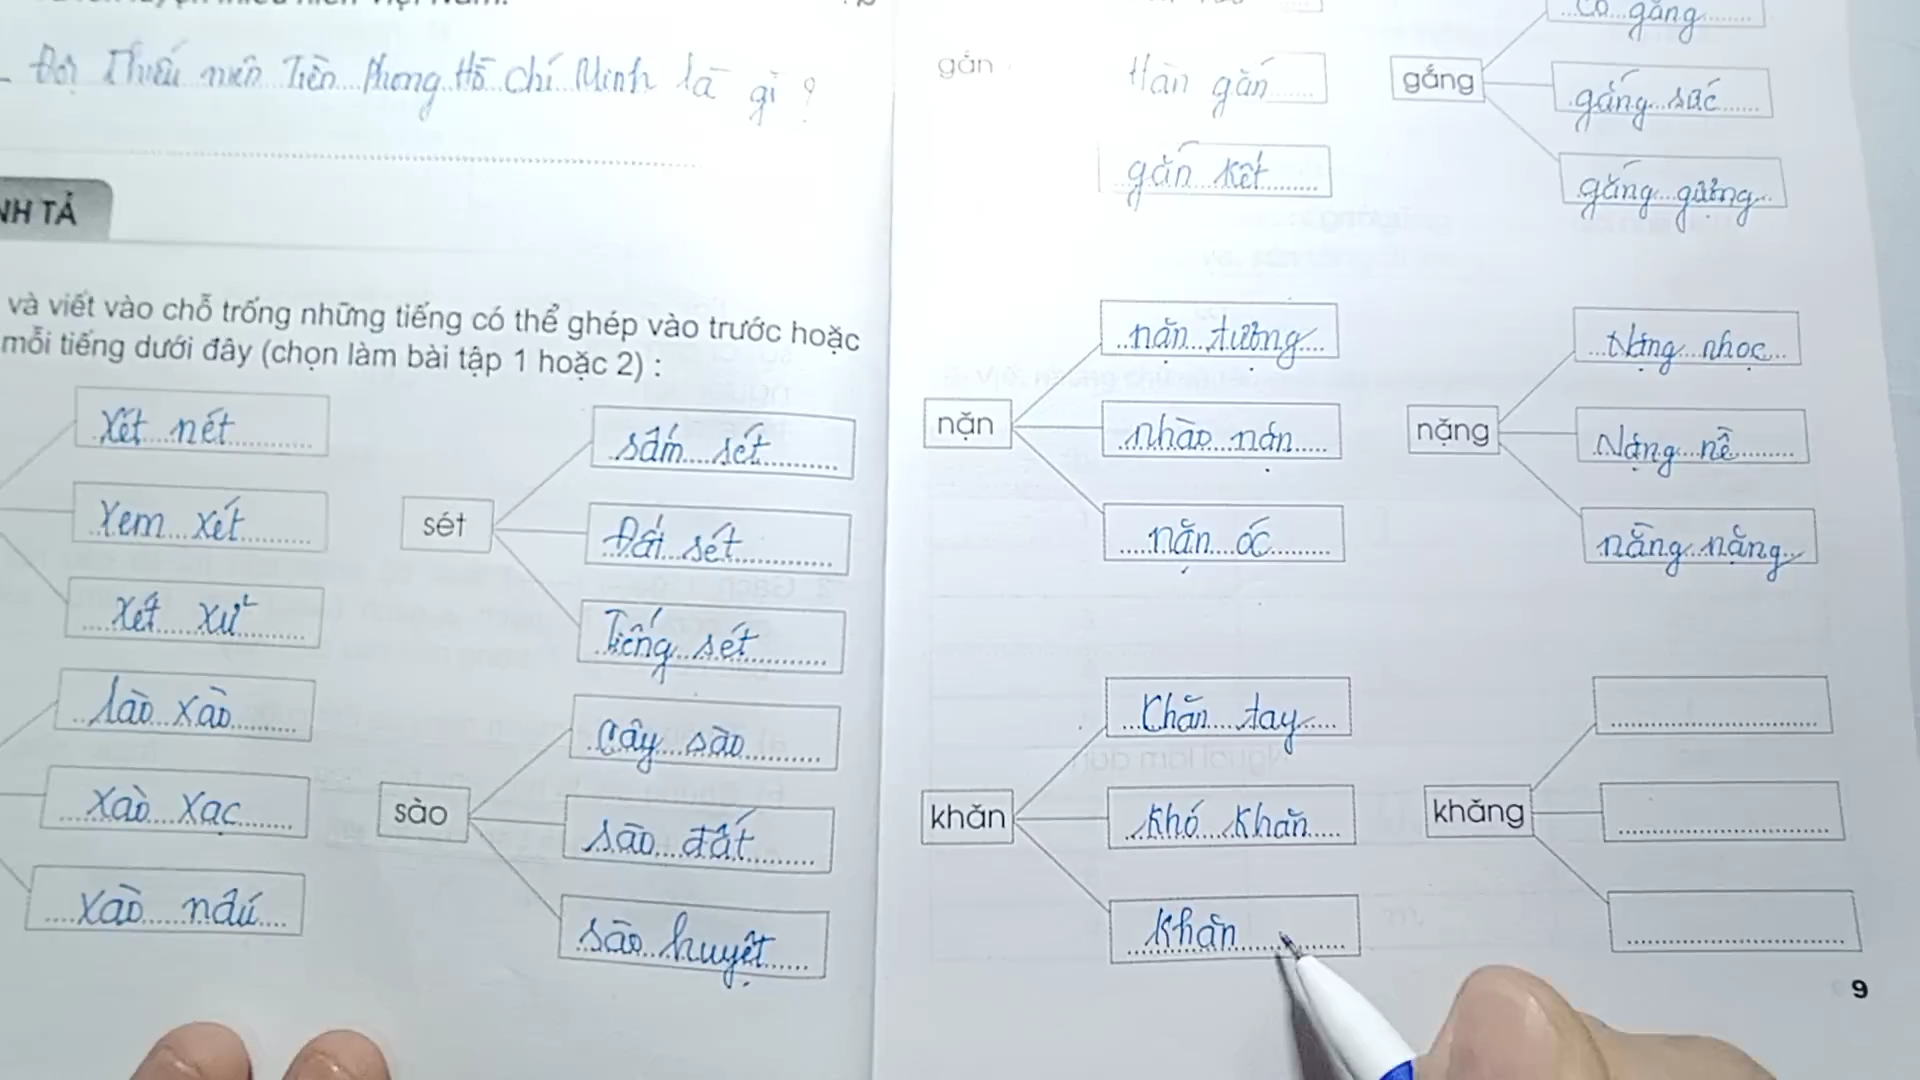 - Đội Thiếu niên Tiền Phong Hồ Chí Minh là gì ?
NH TẢ
và viết vào chỗ trống những tiếng có thể ghép vào trước hoặc
mỗi tiếng dưới đây (chọn làm bài tập 1 hoặc 2) :
Xét nét
Xem xét
Xét xử
lào xào
Xào xạc
Xào nấu
sét
sấm sét
Đất sét
Tiếng sét
sào
Cây sào
sào đất
sào huyệt
gắn
Hàn gắn
gắn kết
gắng
Cố gắng
gắng sức
gắng gượng
nặn
nặn tượng
nhào nặn
nặn óc
nặng
Nặng nhọc
Nặng nề
nằng nặng
khăn
Khăn tay
Khó Khăn
Khăn
khăng
9